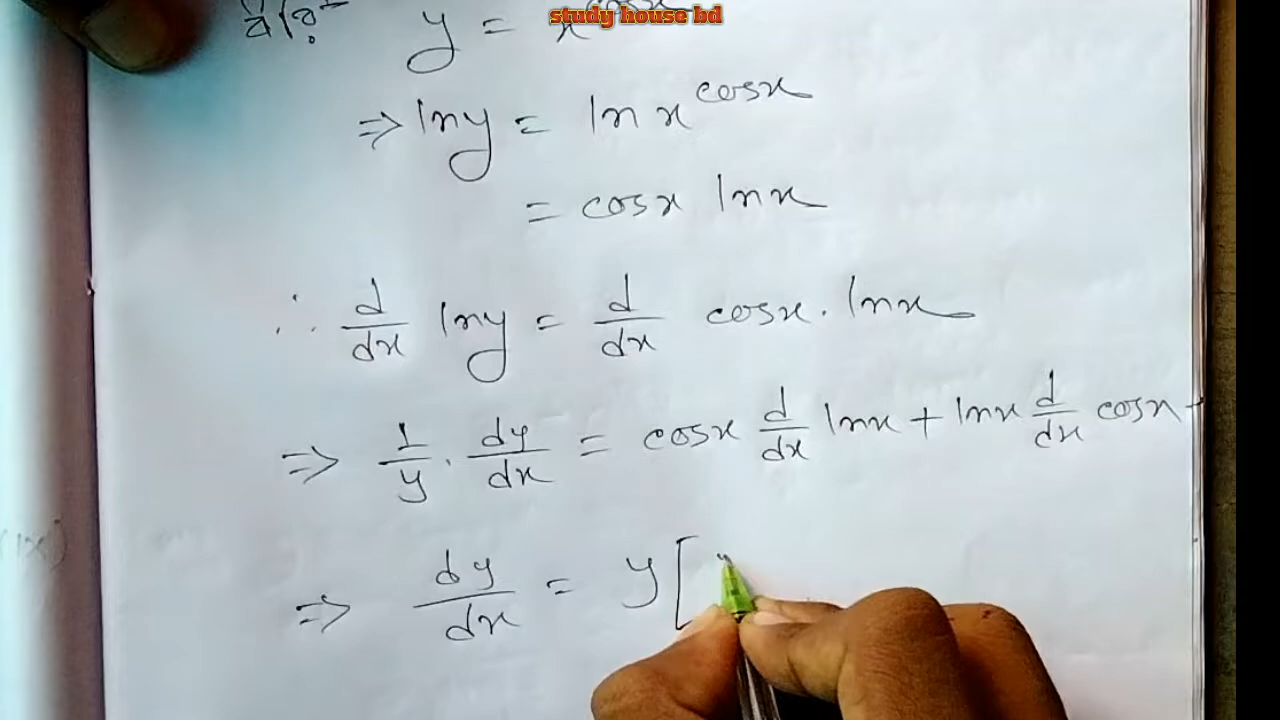 study house bd
y = x^cosx
⇒ lny = ln x^cosx
= cosx lnx
∴ d/dx lny = d/dx cosx . lnx
⇒ 1/y . dy/dx = cosx d/dx lnx + lnx d/dx cosx
⇒ dy/dx = y [